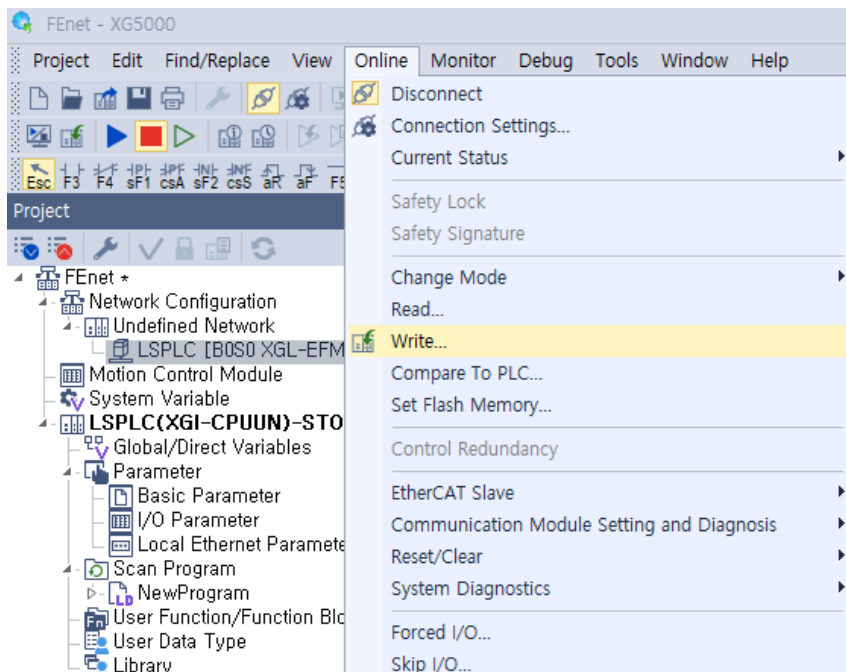 FEnet - XG5000
Project Edit Find/Replace View Online Monitor Debug Tools Window Help
Esc F3 F4 sF1 csA sF2 csS aR aF F5
Project
FEnet *
Network Configuration
Undefined Network
LSPLC [B0S0 XGL-EFM
Motion Control Module
System Variable
LSPLC(XGI-CPUUN)-STO
Global/Direct Variables
Parameter
Basic Parameter
I/O Parameter
Local Ethernet Paramete
Scan Program
NewProgram
User Function/Function Blo
User Data Type
Library
Disconnect
Connection Settings...
Current Status
Safety Lock
Safety Signature
Change Mode
Read...
Write...
Compare To PLC...
Set Flash Memory...
Control Redundancy
EtherCAT Slave
Communication Module Setting and Diagnosis
Reset/Clear
System Diagnostics
Forced I/O...
Skip I/O...